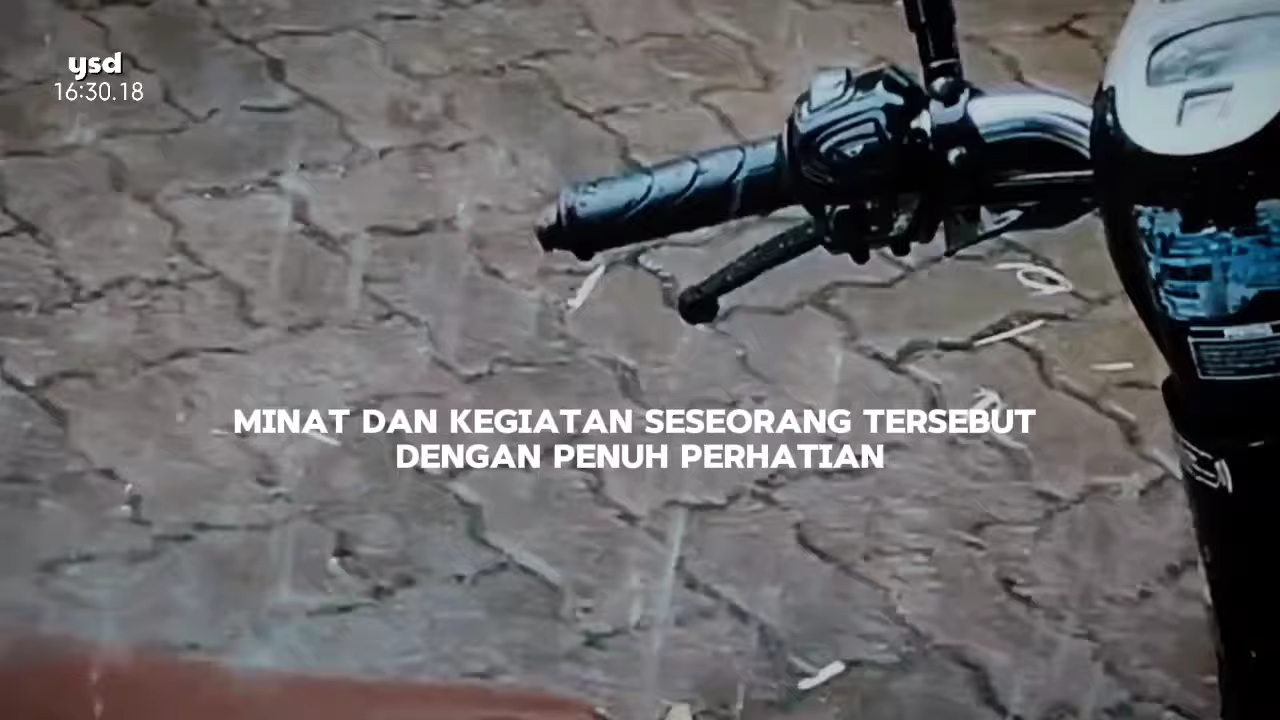 ysd
16:30.18
MINAT DAN KEGIATAN SESEORANG TERSEBUT
DENGAN PENUH PERHATIAN